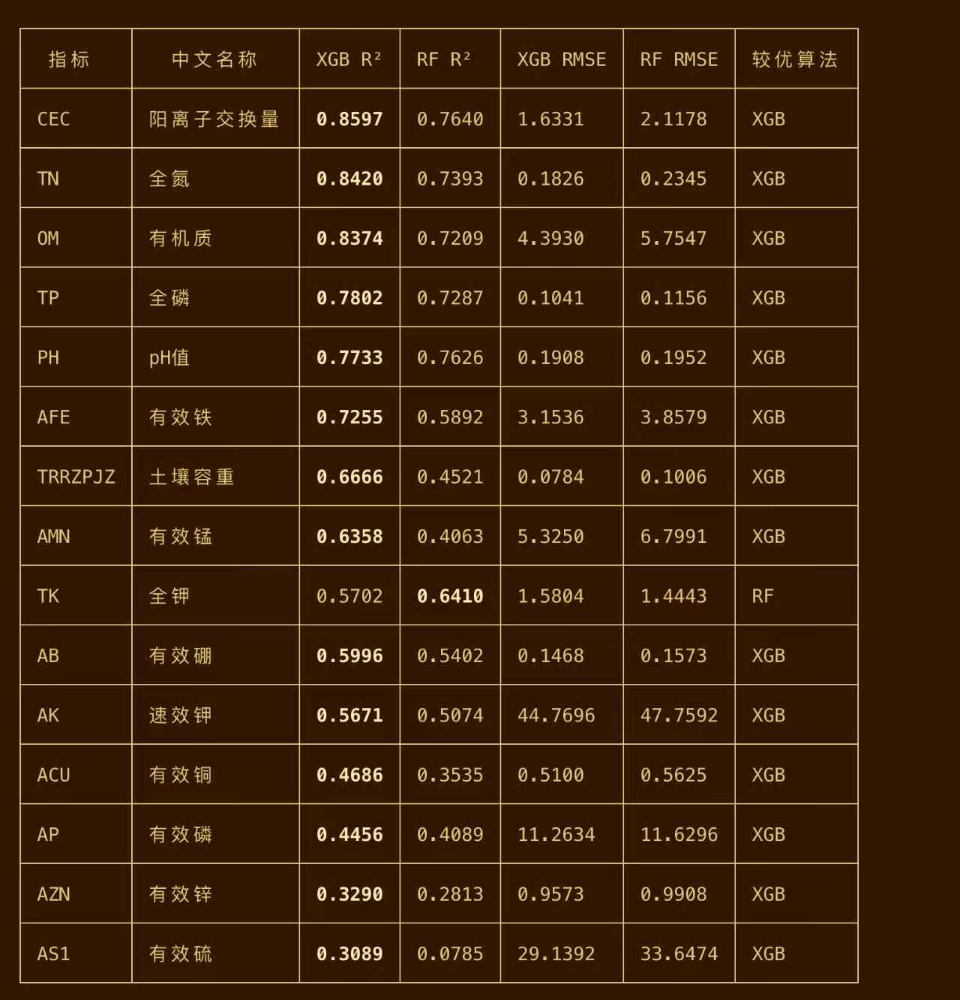 指标 中文名称 XGB R² RF R² XGB RMSE RF RMSE 较优算法
CEC 阳离子交换量 0.8597 0.7640 1.6331 2.1178 XGB
TN 全氮 0.8420 0.7393 0.1826 0.2345 XGB
OM 有机质 0.8374 0.7209 4.3930 5.7547 XGB
TP 全磷 0.7802 0.7287 0.1041 0.1156 XGB
PH pH值 0.7733 0.7626 0.1908 0.1952 XGB
AFE 有效铁 0.7255 0.5892 3.1536 3.8579 XGB
TRRZPJZ 土壤容重 0.6666 0.4521 0.0784 0.1006 XGB
AMN 有效锰 0.6358 0.4063 5.3250 6.7991 XGB
TK 全钾 0.5702 0.6410 1.5804 1.4443 RF
AB 有效硼 0.5996 0.5402 0.1468 0.1573 XGB
AK 速效钾 0.5671 0.5074 44.7696 47.7592 XGB
ACU 有效铜 0.4686 0.3535 0.5100 0.5625 XGB
AP 有效磷 0.4456 0.4089 11.2634 11.6296 XGB
AZN 有效锌 0.3290 0.2813 0.9573 0.9908 XGB
AS1 有效硫 0.3089 0.0785 29.1392 33.6474 XGB